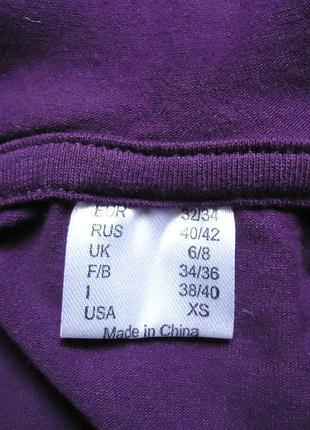 EUR 32/34
RUS 40/42
UK 6/8
F/B 34/36
I 38/40
USA XS
Made in China